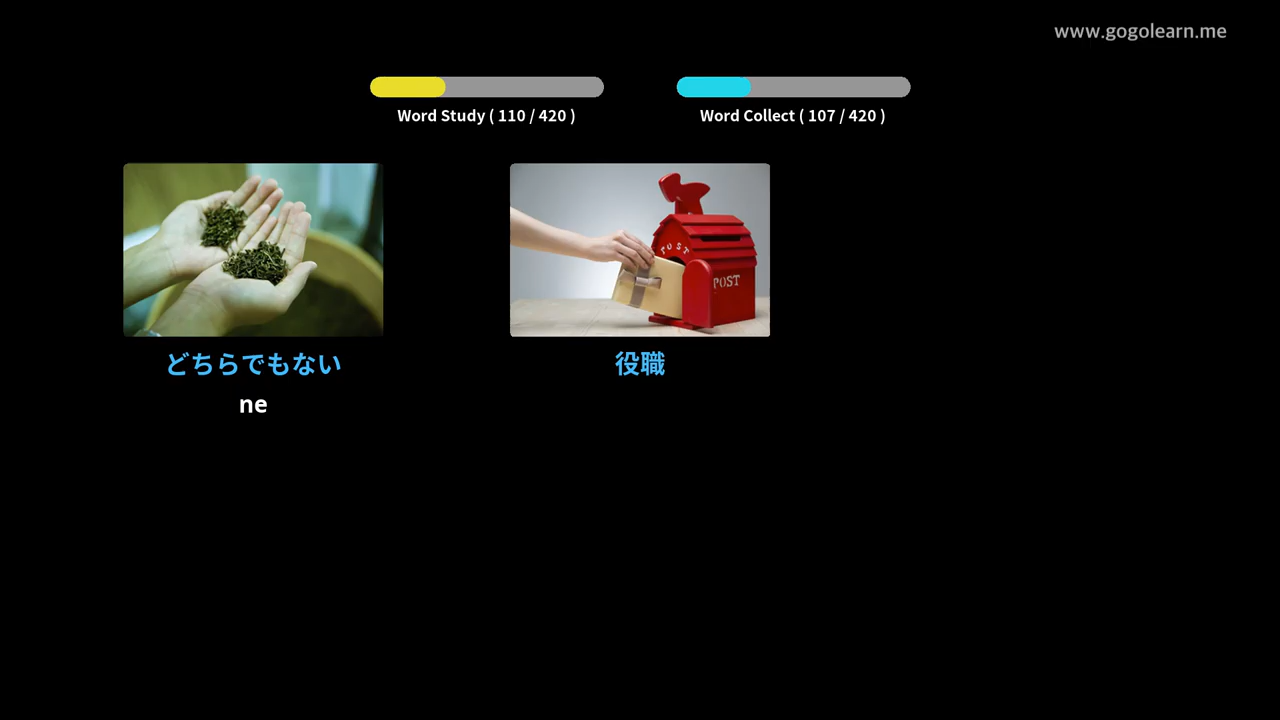 www.gogolearn.me
Word Study ( 110 / 420 )
Word Collect ( 107 / 420 )
POST
POST
どちらでもない
役職
ne